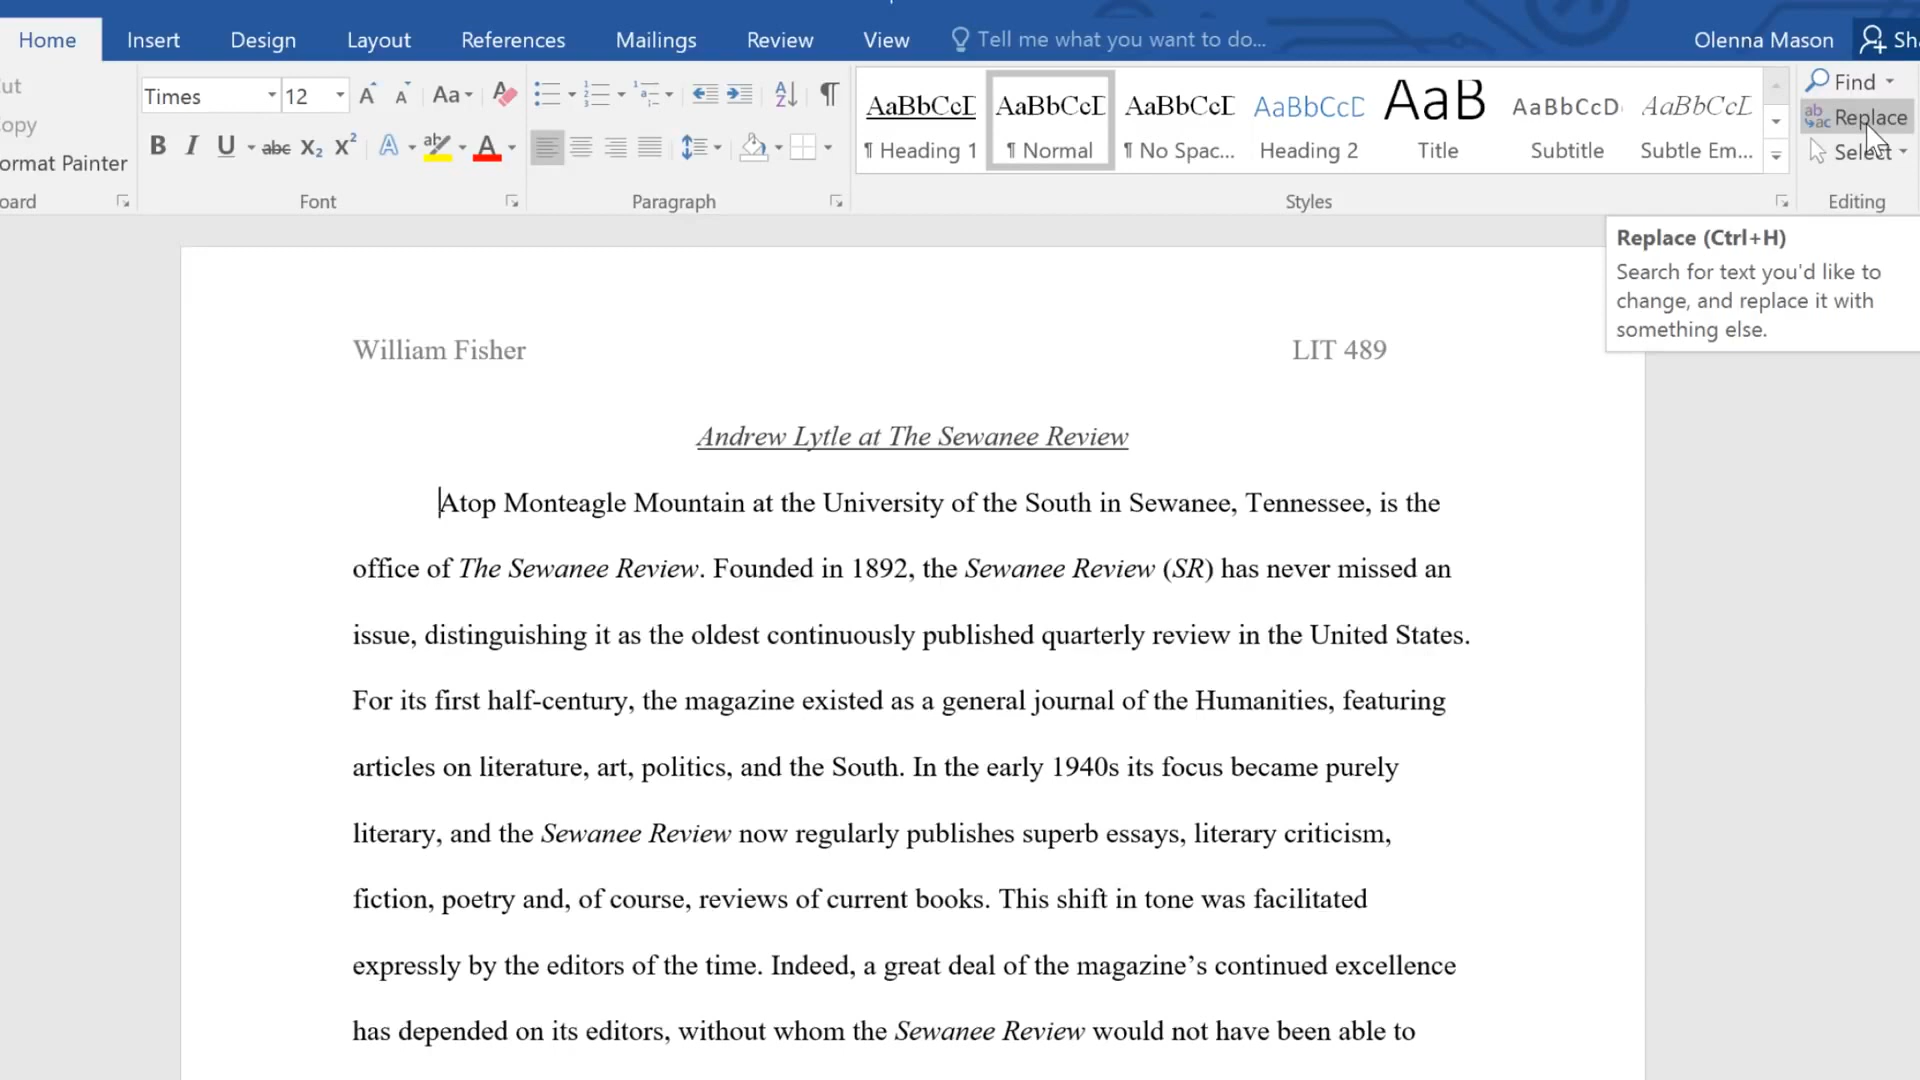 Home Insert Design Layout References Mailings Review View Tell me what you want to do... Olenna Mason Sha
ut
opy
ormat Painter
oard
Times 12 Aa
B I U abc X₂ X² A ab A
Font
Paragraph
AaBbCcD AaBbCcD AaBbCcD AaBbCcD AaB AaBbCcD AaBbCcD
¶ Heading 1 ¶ Normal ¶ No Spac... Heading 2 Title Subtitle Subtle Em...
Styles
Find
Replace
Select
Editing
Replace (Ctrl+H)
Search for text you'd like to
change, and replace it with
something else.
William Fisher LIT 489
Andrew Lytle at The Sewanee Review
Atop Monteagle Mountain at the University of the South in Sewanee, Tennessee, is the
office of The Sewanee Review. Founded in 1892, the Sewanee Review (SR) has never missed an
issue, distinguishing it as the oldest continuously published quarterly review in the United States.
For its first half-century, the magazine existed as a general journal of the Humanities, featuring
articles on literature, art, politics, and the South. In the early 1940s its focus became purely
literary, and the Sewanee Review now regularly publishes superb essays, literary criticism,
fiction, poetry and, of course, reviews of current books. This shift in tone was facilitated
expressly by the editors of the time. Indeed, a great deal of the magazine’s continued excellence
has depended on its editors, without whom the Sewanee Review would not have been able to